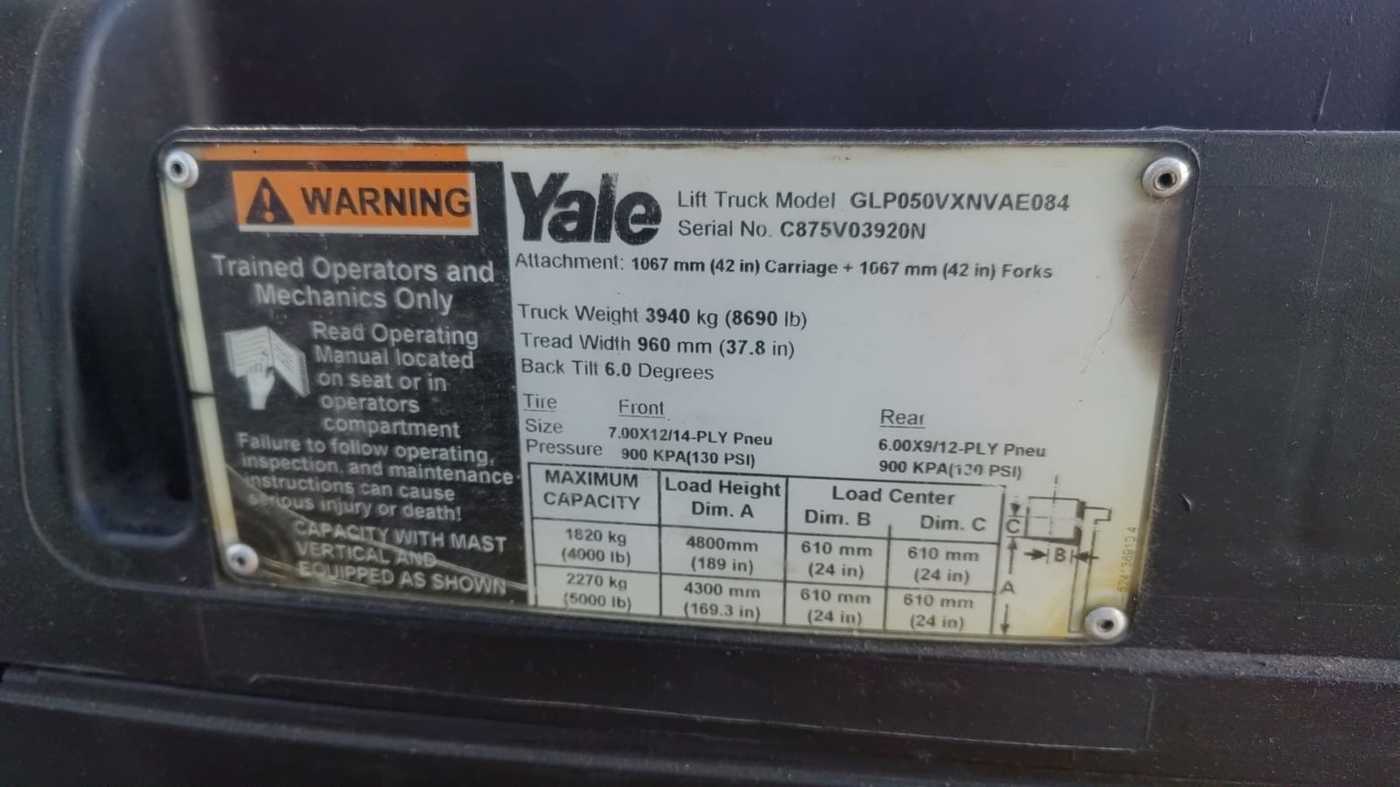 WARNING
Trained Operators and
Mechanics Only
Read Operating
Manual located
on seat or in
operators
compartment
Failure to follow operating,
inspection, and maintenance
instructions can cause
serious injury or death!
CAPACITY WITH MAST
VERTICAL AND
EQUIPPED AS SHOWN
Yale
Lift Truck Model GLP050VXNVAE084
Serial No. C875V03920N
Attachment: 1067 mm (42 in) Carriage + 1067 mm (42 in) Forks
Truck Weight 3940 kg (8690 lb)
Tread Width 960 mm (37.8 in)
Back Tilt 6.0 Degrees
Tire Front Rear
Size 7.00X12/14-PLY Pneu 6.00X9/12-PLY Pneu
Pressure 900 KPA(130 PSI) 900 KPA(130 PSI)
MAXIMUM CAPACITY Load Height Dim. A Load Center Dim. B Dim. C
1820 kg (4000 lb) 4800mm (189 in) 610 mm (24 in) 610 mm (24 in)
2270 kg (5000 lb) 4300 mm (169.3 in) 610 mm (24 in) 610 mm (24 in)
C
B
A